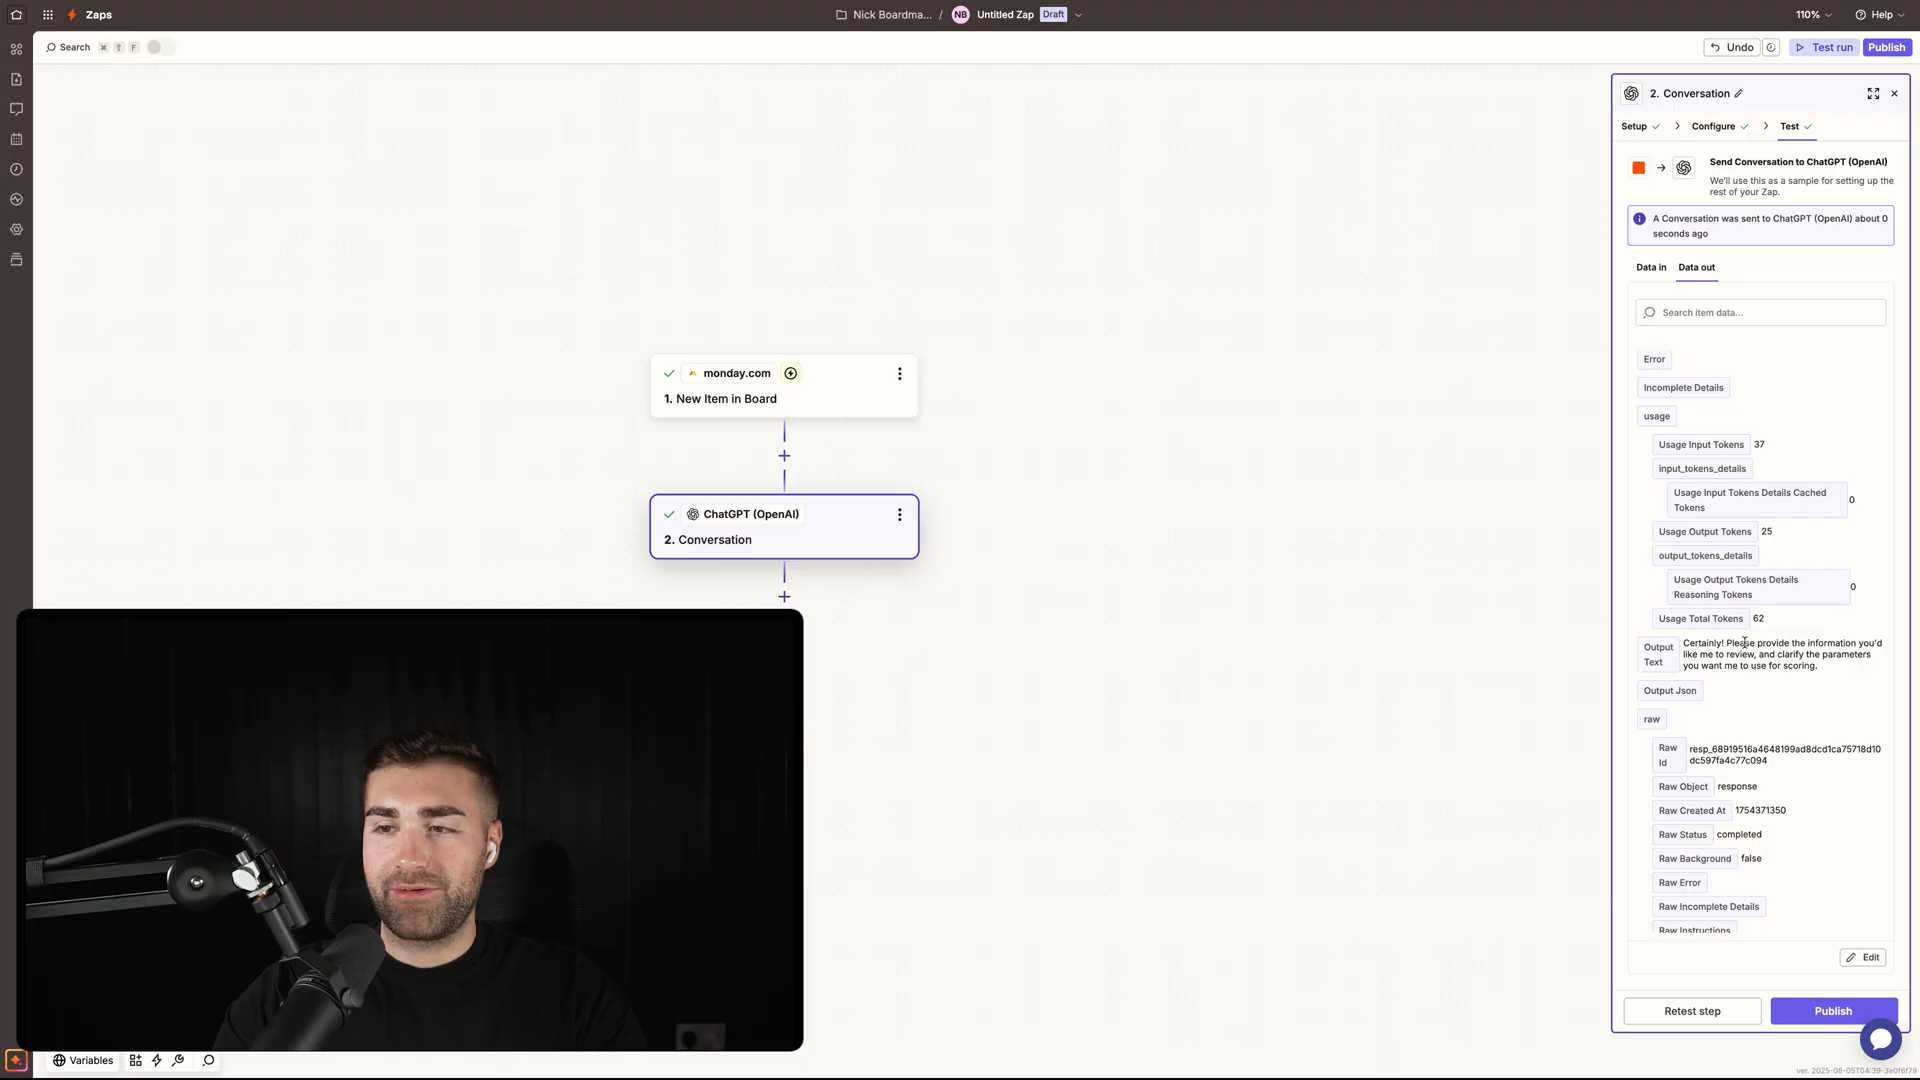 Zaps
Nick Boardma... / NB Untitled Zap Draft
110%
Help
Search ⌘ ⇧ F
Undo
Test run
Publish
monday.com
1. New Item in Board
ChatGPT (OpenAI)
2. Conversation
2. Conversation
Setup
Configure
Test
Send Conversation to ChatGPT (OpenAI)
We'll use this as a sample for setting up the
rest of your Zap.
A Conversation was sent to ChatGPT (OpenAI) about 0
seconds ago
Data in
Data out
Search item data...
Error
Incomplete Details
usage
Usage Input Tokens 37
input_tokens_details
Usage Input Tokens Details Cached
Tokens
0
Usage Output Tokens 25
output_tokens_details
Usage Output Tokens Details
Reasoning Tokens
0
Usage Total Tokens 62
Output
Text
Certainly! Please provide the information you'd
like me to review, and clarify the parameters
you want me to use for scoring.
Output Json
raw
Raw
Id
resp_68919516a4648199ad8dcd1ca75718d10
dc597fa4c77c094
Raw Object response
Raw Created At 1754371350
Raw Status completed
Raw Background false
Raw Error
Raw Incomplete Details
Raw Instructions
Edit
Retest step
Publish
Variables
ver. 2025-08-05T04:39-3e0f6f79